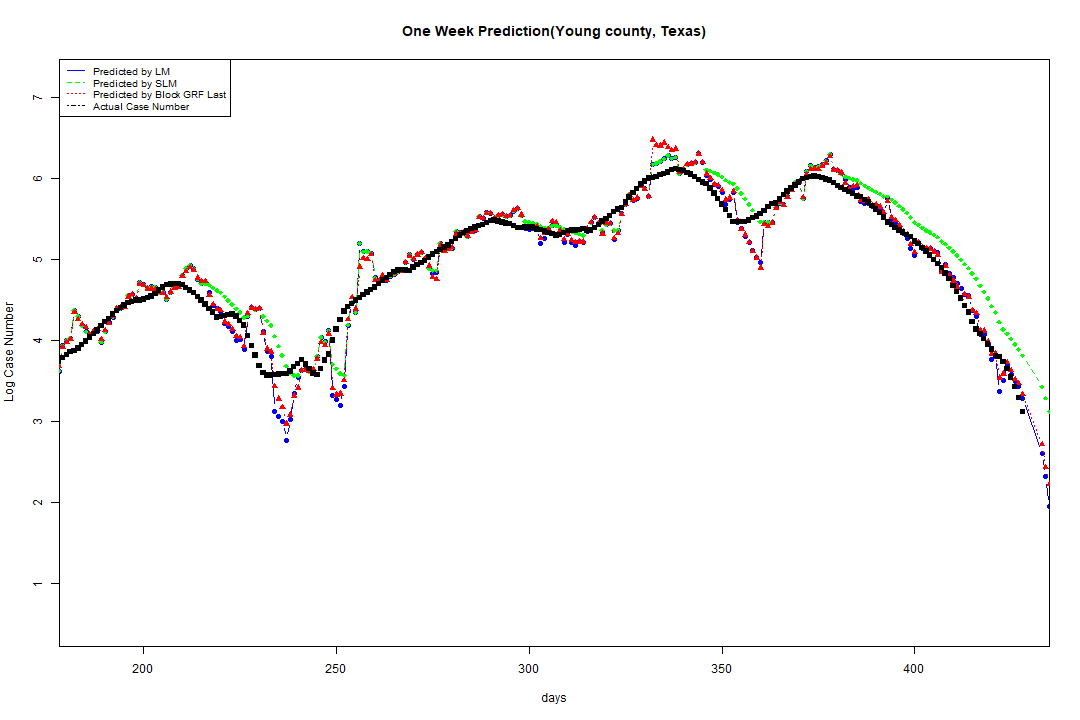 One Week Prediction(Young county, Texas)
Predicted by LM
Predicted by SLM
Predicted by Block GRF Last
Actual Case Number
7
6
5
4
3
2
1
Log Case Number
200 250 300 350 400
days